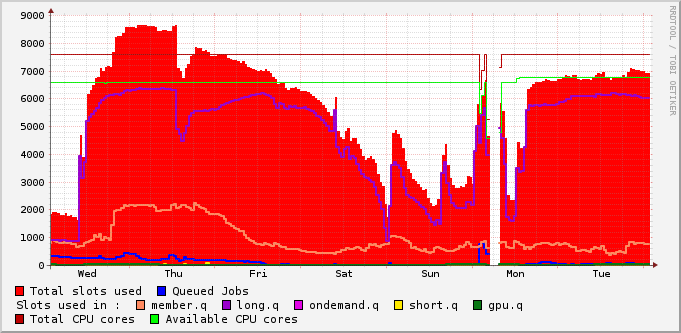 RRDTOOL / TOBI OETIKER
9000
8000
7000
6000
5000
4000
3000
2000
1000
0
Wed Thu Fri Sat Sun Mon Tue
Total slots used Queued Jobs
Slots used in : member.q long.q ondemand.q short.q gpu.q
Total CPU cores Available CPU cores